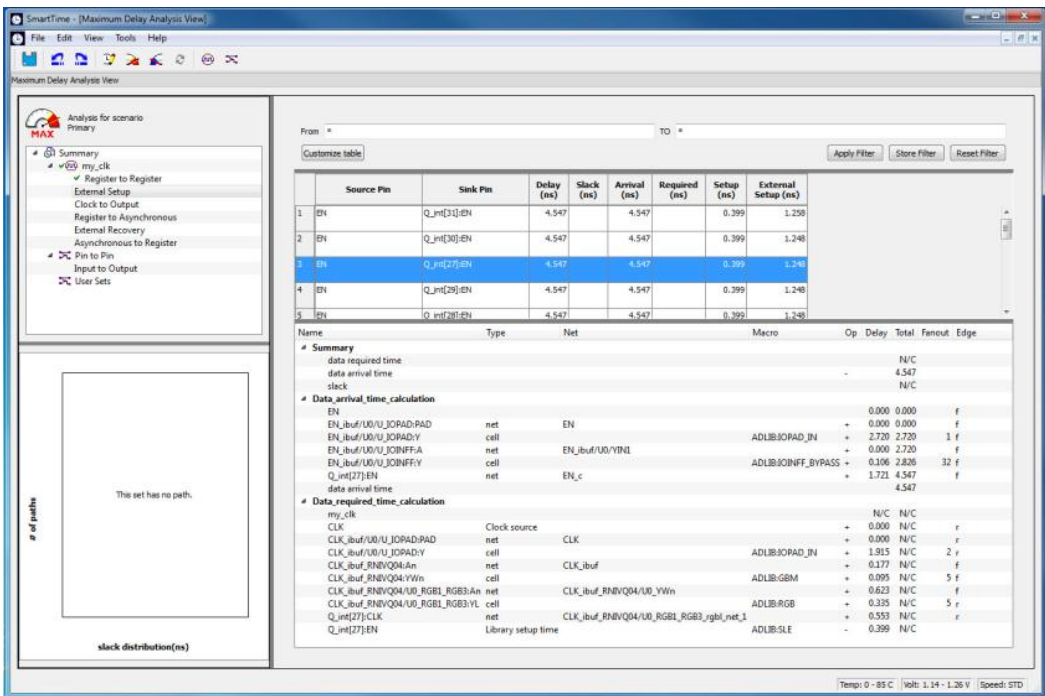 SmartTime - [Maximum Delay Analysis View]
File Edit View Tools Help
Maximum Delay Analysis View
MAX
Analysis for scenario
Primary
Summary
my_clk
Register to Register
External Setup
Clock to Output
Register to Asynchronous
External Recovery
Asynchronous to Register
Pin to Pin
Input to Output
User Sets
# of paths
This set has no path.
slack distribution(ns)
From * TO *
Customize table Apply Filter Store Filter Reset Filter
Source Pin Sink Pin Delay (ns) Slack (ns) Arrival (ns) Required (ns) Setup (ns) External Setup (ns)
1 EN Q_int[31]:EN 4.547 4.547 0.399 1.258
2 EN Q_int[30]:EN 4.547 4.547 0.399 1.248
3 EN Q_int[27]:EN 4.547 4.547 0.399 1.248
4 EN Q_int[29]:EN 4.547 4.547 0.399 1.248
5 EN Q_int[28]:EN 4.547 4.547 0.399 1.248
Name Type Net Macro Op Delay Total Fanout Edge
Summary
data required time N/C
data arrival time - 4.547
slack N/C
Data_arrival_time_calculation
EN 0.000 0.000 f
EN_ibuf/U0/U_IOPAD:PAD net EN + 0.000 0.000 f
EN_ibuf/U0/U_IOPAD:Y cell ADLIB:IOPAD_IN + 2.720 2.720 1 f
EN_ibuf/U0/U_IOINFF:A net EN_ibuf/U0/YIN1 + 0.000 2.720 f
EN_ibuf/U0/U_IOINFF:Y cell ADLIB:IOINFF_BYPASS + 0.106 2.826 32 f
Q_int[27]:EN net EN_c + 1.721 4.547 f
data arrival time 4.547
Data_required_time_calculation
my_clk N/C N/C
CLK Clock source + 0.000 N/C r
CLK_ibuf/U0/U_IOPAD:PAD net CLK + 0.000 N/C r
CLK_ibuf/U0/U_IOPAD:Y cell ADLIB:IOPAD_IN + 1.915 N/C 2 r
CLK_ibuf_RNIVQ04:An net CLK_ibuf + 0.177 N/C f
CLK_ibuf_RNIVQ04:YWn cell ADLIB:GBM + 0.095 N/C 5 f
CLK_ibuf_RNIVQ04/U0_RGB1_RGB3:An net CLK_ibuf_RNIVQ04/U0_YWn + 0.623 N/C f
CLK_ibuf_RNIVQ04/U0_RGB1_RGB3:YL cell ADLIB:RGB + 0.335 N/C 5 r
Q_int[27]:CLK net CLK_ibuf_RNIVQ04/U0_RGB1_RGB3_rgbl_net_1 + 0.553 N/C r
Q_int[27]:EN Library setup time ADLIB:SLE - 0.399 N/C
Temp: 0 - 85 C Volt: 1.14 - 1.26 V Speed: STD